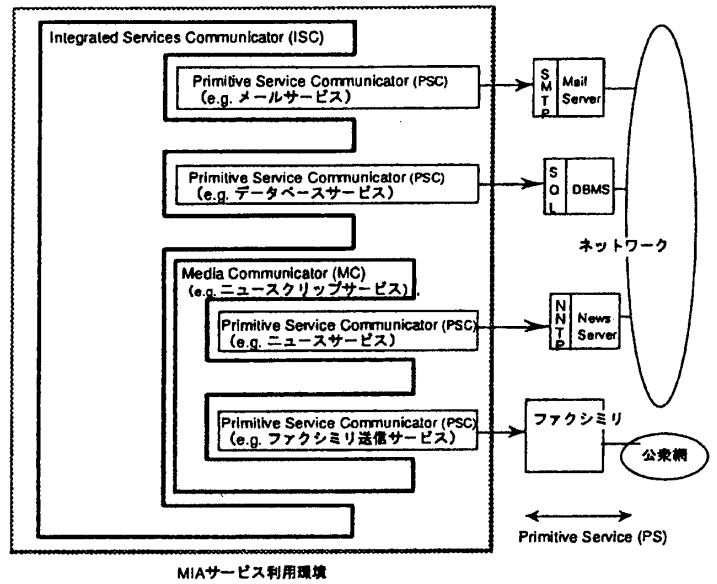 Integrated Services Communicator (ISC)
Primitive Service Communicator (PSC)
(e.g. メールサービス)
SMTP
Mail
Server
Primitive Service Communicator (PSC)
(e.g. データベースサービス)
SQL
DBMS
ネットワーク
Media Communicator (MC)
(e.g. ニュースクリップサービス)
Primitive Service Communicator (PSC)
(e.g. ニュースサービス)
NNTP
News
Server
Primitive Service Communicator (PSC)
(e.g. ファクシミリ送信サービス)
ファクシミリ
公衆網
Primitive Service (PS)
MIAサービス利用環境